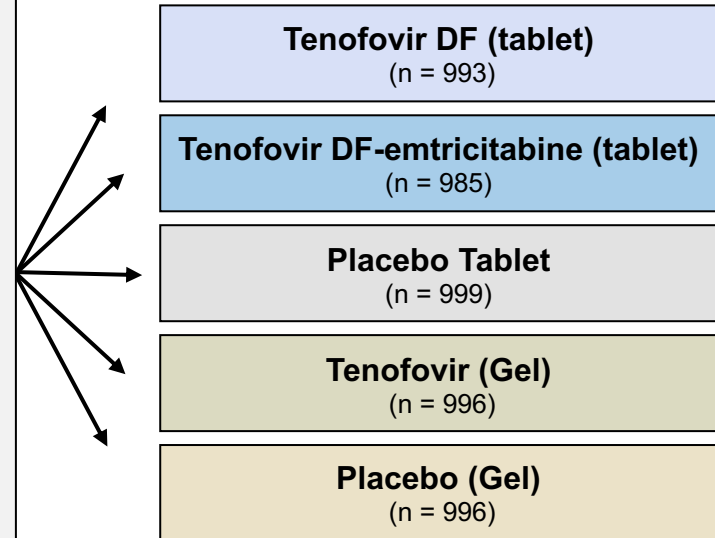 Tenofovir DF (tablet)
(n = 993)
Tenofovir DF-emtricitabine (tablet)
(n = 985)
Placebo Tablet
(n = 999)
Tenofovir (Gel)
(n = 996)
Placebo (Gel)
(n = 996)